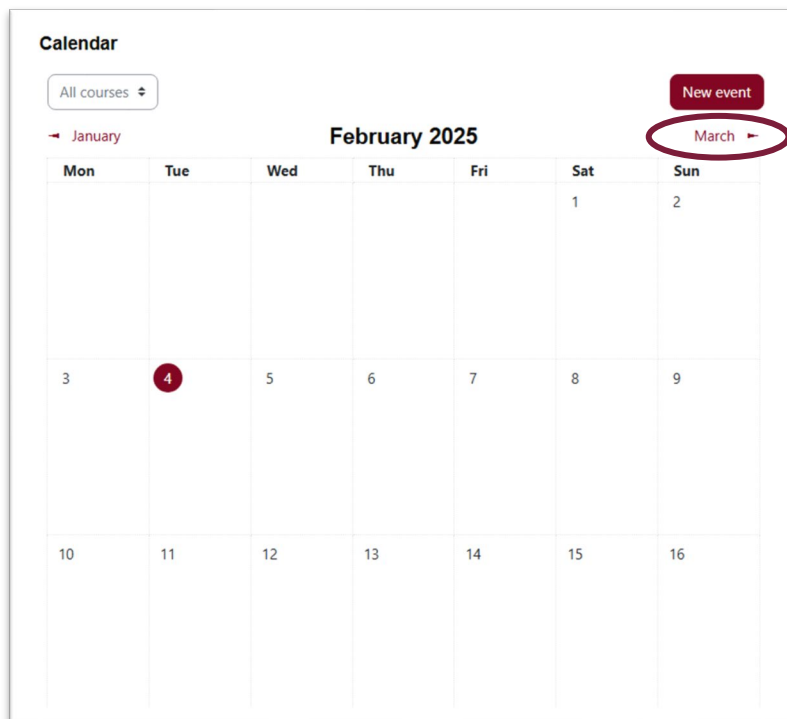 Calendar
All courses
New event
January
February 2025
March
Mon Tue Wed Thu Fri Sat Sun
1 2
3 4 5 6 7 8 9
10 11 12 13 14 15 16